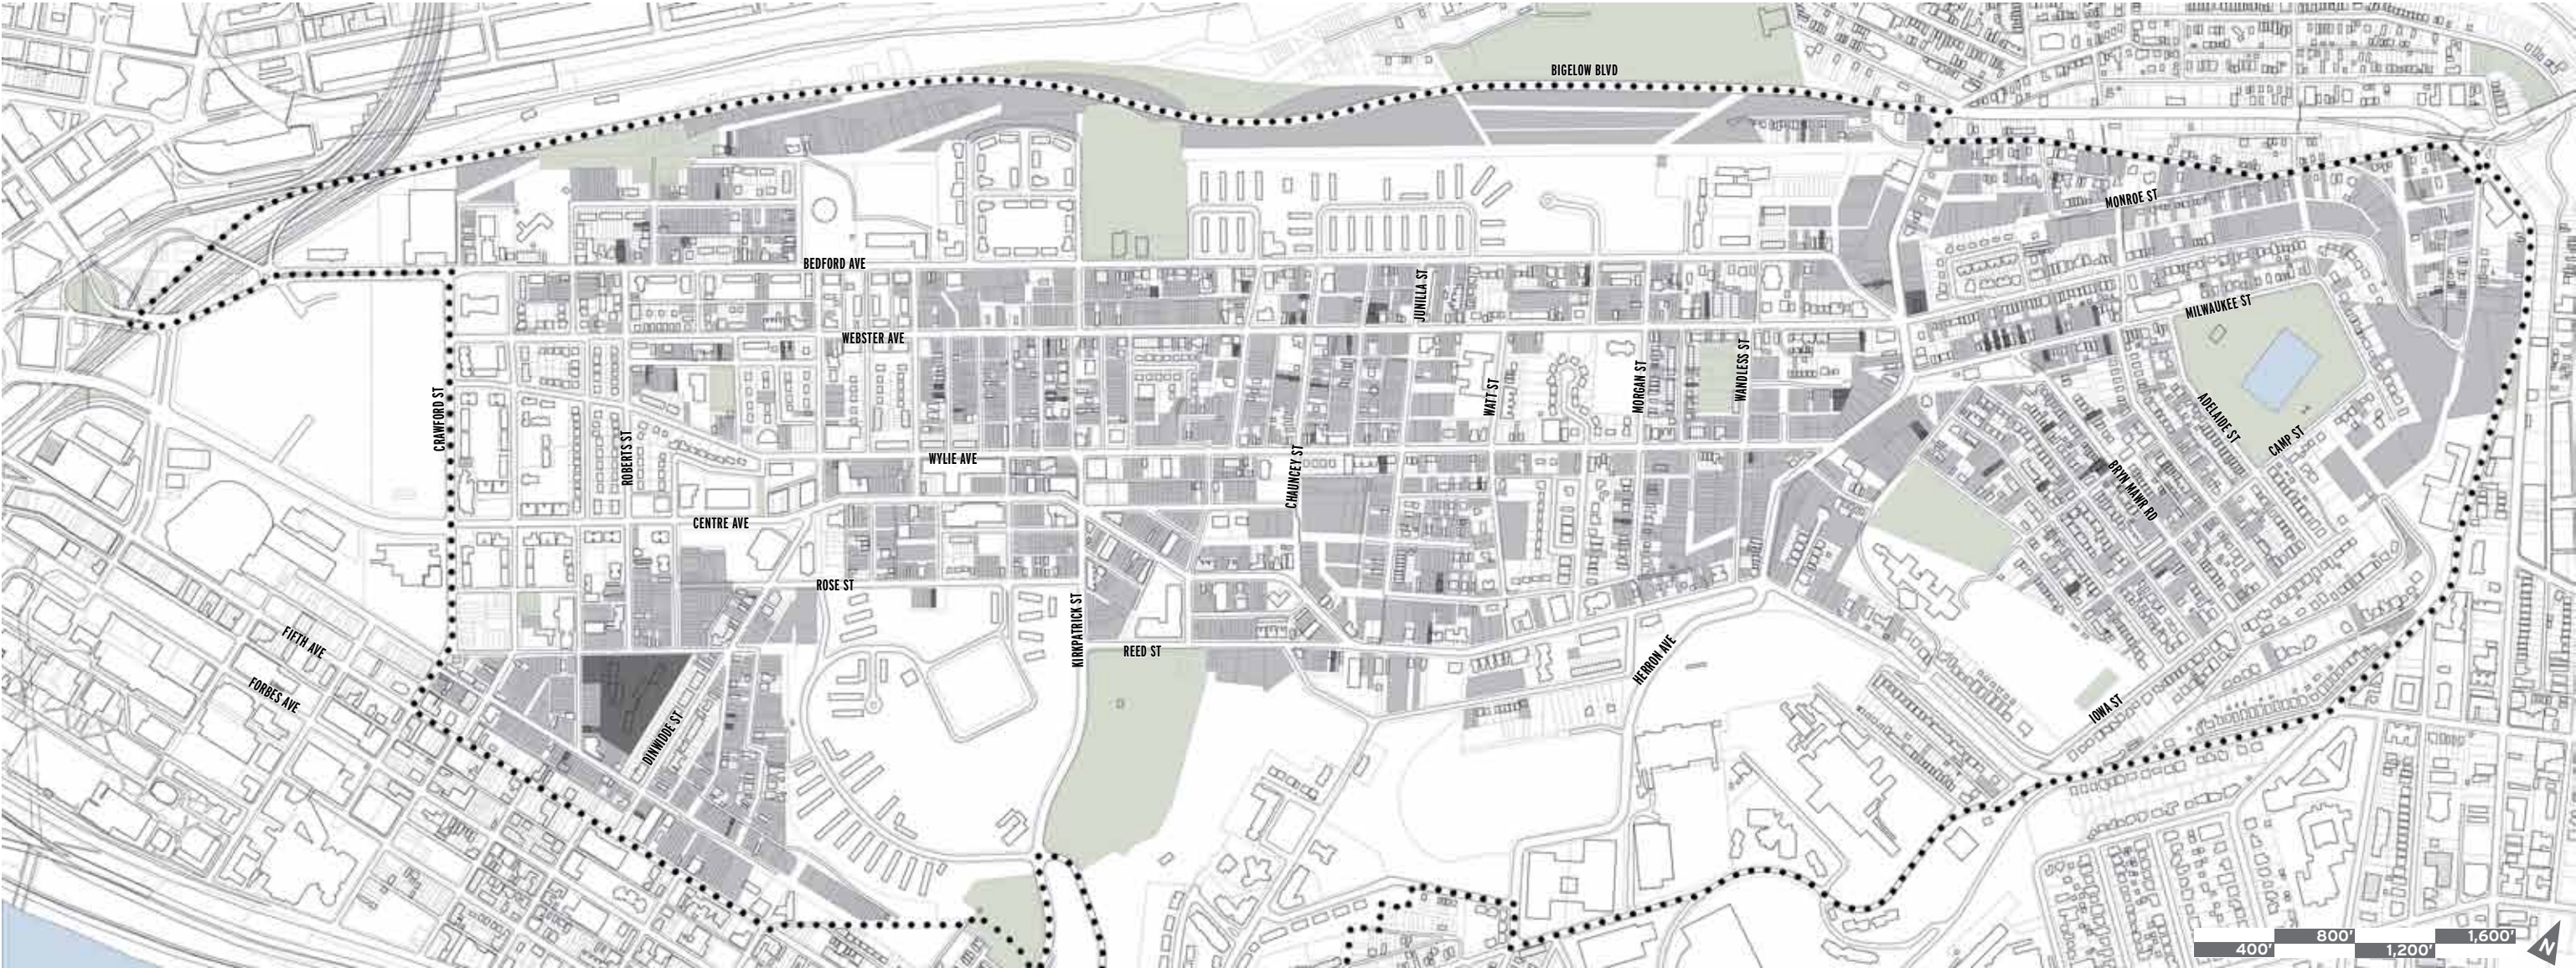 BIGELOW BLVD
MONROE ST
BEDFORD AVE
JUNILLA ST
MILWAUKEE ST
WEBSTER AVE
CRAWFORD ST
WATT ST
MORGAN ST
WANDLESS ST
ADELAIDE ST
CAMP ST
ROBERTS ST
WYLIE AVE
CHAUNCEY ST
BRYN MAWR RD
CENTRE AVE
ROSE ST
KIRKPATRICK ST
FIFTH AVE
REED ST
HERRON AVE
FORBES AVE
DINWIDDE ST
IOWA ST
400' 800' 1,200' 1,600'
N